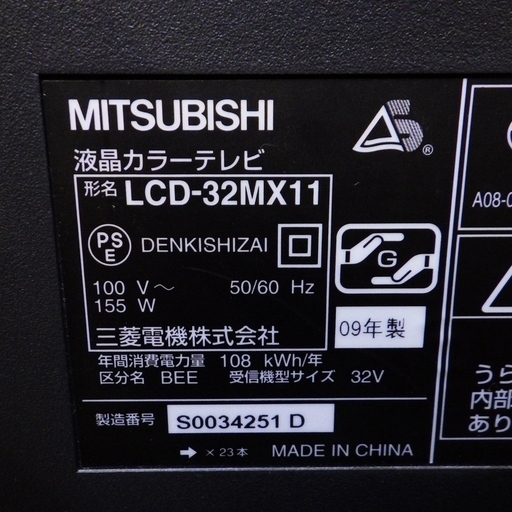 MITSUBISHI
液晶カラーテレビ
形名 LCD-32MX11
PS E DENKISHIZAI
100 V～ 50/60 Hz
155 W
三菱電機株式会社
G
09年製
年間消費電力量 108 kWh/年
区分名 BEE 受信機型サイズ 32V
製造番号 S0034251 D
➔ ×23本 MADE IN CHINA
S ®
A08-0
うら
内部
あり